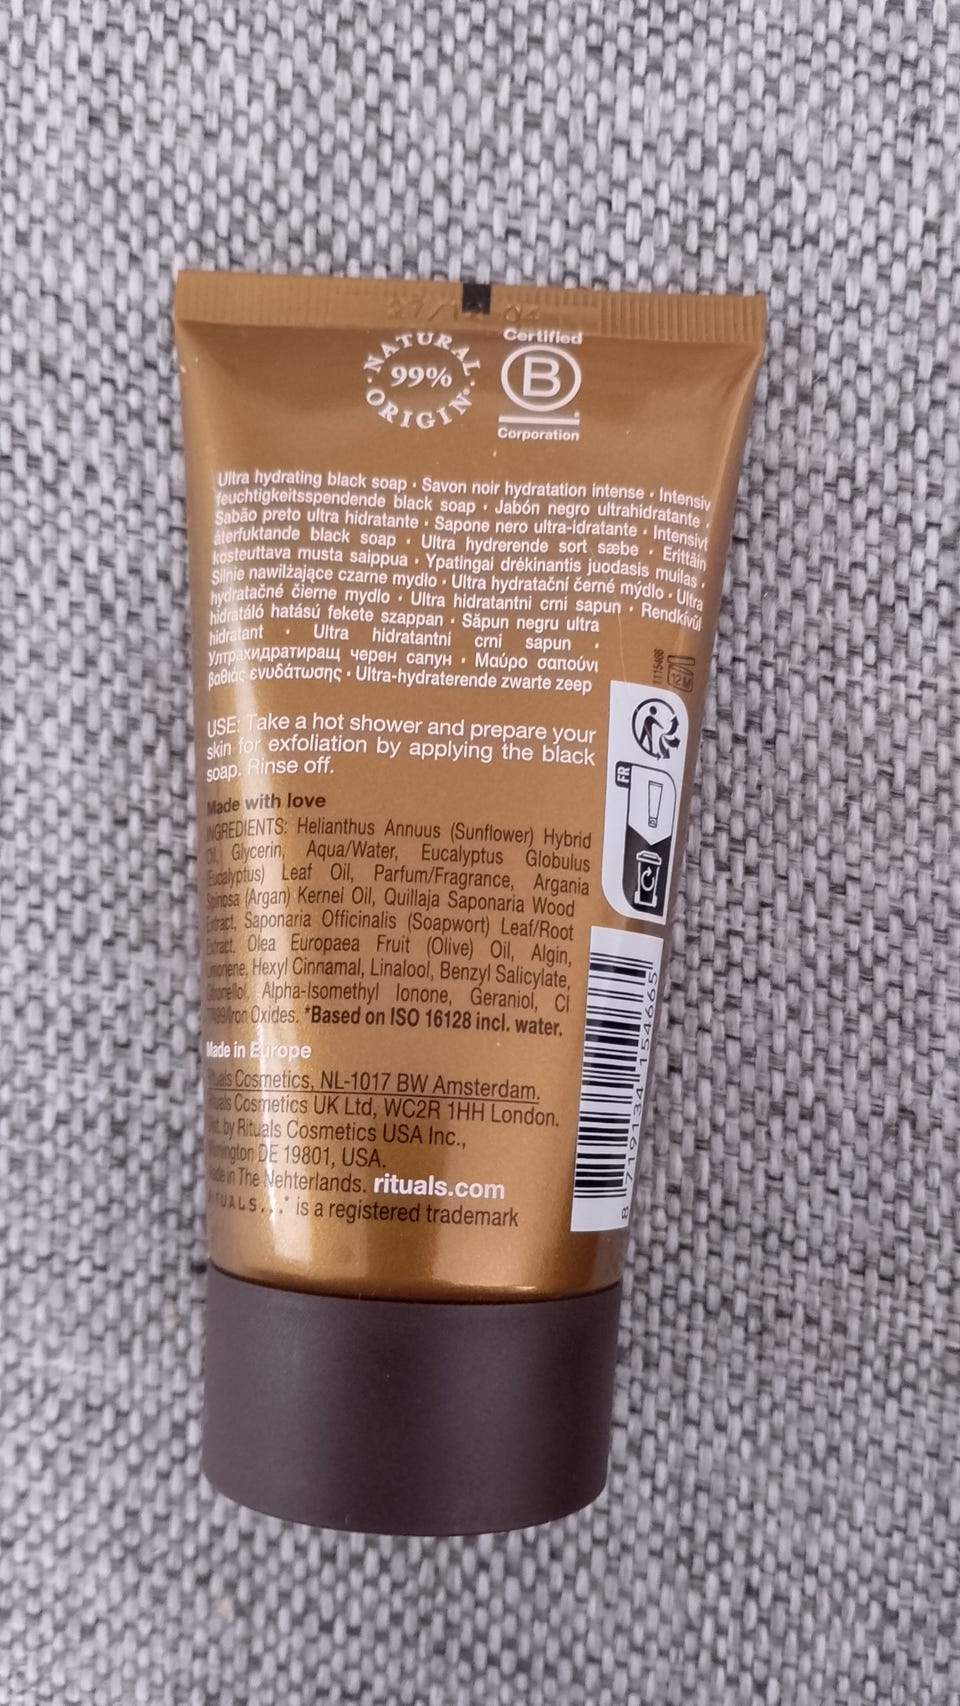 NATURAL
99%
ORIGIN
Certified
B
Corporation
Ultra hydrating black soap · Savon noir hydratation intense · Intensiv
feuchtigkeitsspendende black soap · Jabón negro ultrahidratante ·
Sabão preto ultra hidratante · Sapone nero ultra-idratante · Intensivt
återfuktande black soap · Ultra hydrerende sort sæbe · Erittäin
kosteuttava musta saippua · Ypatingai drėkinantis juodasis muilas ·
Silnie nawilżające czarne mydło · Ultra hydratační černé mýdlo · Ultra
hydratačné čierne mydlo · Ultra hidratantni crni sapun · Rendkívül
hidratáló hatású fekete szappan · Săpun negru ultra
hidratant · Ultra hidratantni crni sapun ·
Ултрахидратиращ черен сапун · Μαύρο σαπούνι
βαθιάς ενυδάτωσης · Ultra-hydraterende zwarte zeep
1115466
12M
USE: Take a hot shower and prepare your
skin for exfoliation by applying the black
soap. Rinse off.
FR
Made with love
INGREDIENTS: Helianthus Annuus (Sunflower) Hybrid
Oil, Glycerin, Aqua/Water, Eucalyptus Globulus
(Eucalyptus) Leaf Oil, Parfum/Fragrance, Argania
Spinosa (Argan) Kernel Oil, Quillaja Saponaria Wood
Extract, Saponaria Officinalis (Soapwort) Leaf/Root
Extract, Olea Europaea Fruit (Olive) Oil, Algin,
Limonene, Hexyl Cinnamal, Linalool, Benzyl Salicylate,
Citronellol, Alpha-Isomethyl Ionone, Geraniol, CI
77499/Iron Oxides. *Based on ISO 16128 incl. water.
Made in Europe
Rituals Cosmetics, NL-1017 BW Amsterdam.
Rituals Cosmetics UK Ltd, WC2R 1HH London.
Dist. by Rituals Cosmetics USA Inc.,
Wilmington DE 19801, USA.
Made in The Nehterlands. rituals.com
RITUALS...® is a registered trademark
8 719134 154665